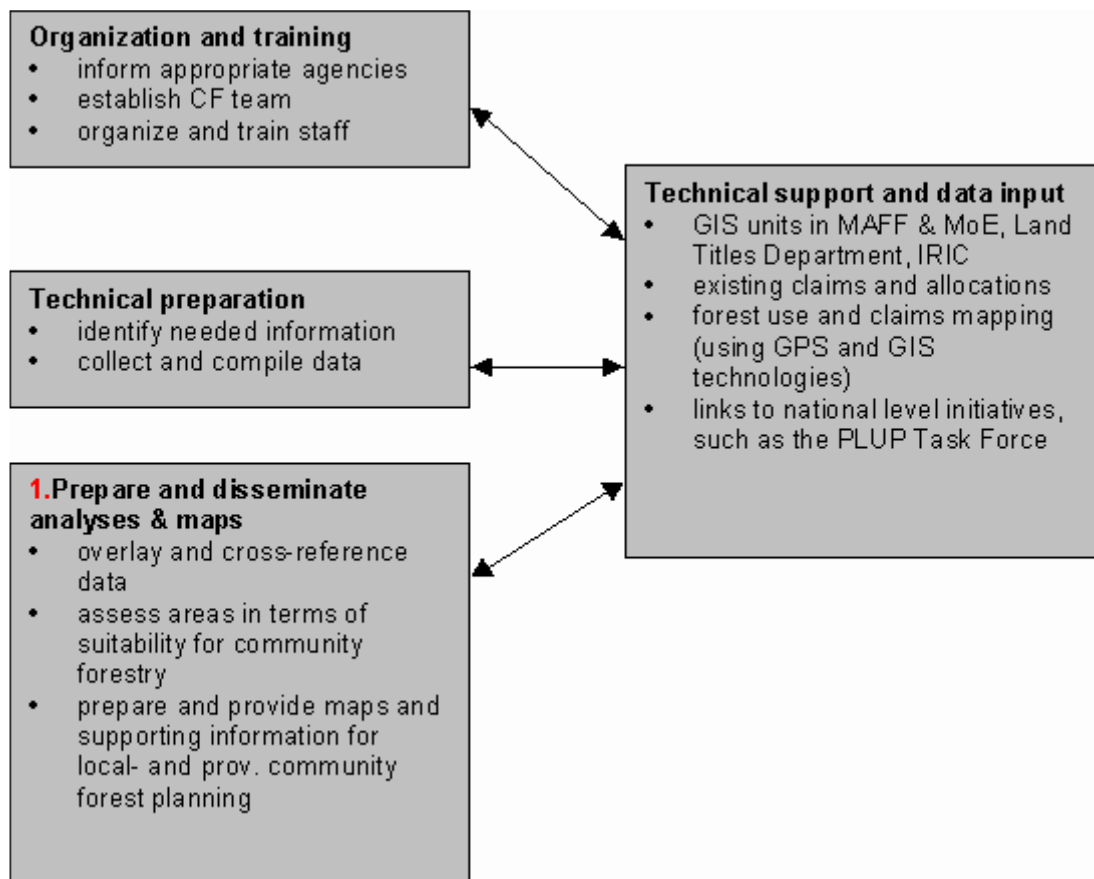 Organization and training
• inform appropriate agencies
• establish CF team
• organize and train staff
Technical preparation
• identify needed information
• collect and compile data
1.Prepare and disseminate
analyses & maps
• overlay and cross-reference
data
• assess areas in terms of
suitability for community
forestry
• prepare and provide maps and
supporting information for
local- and prov. community
forest planning
Technical support and data input
• GIS units in MAFF & MoE, Land
Titles Department, IRIC
• existing claims and allocations
• forest use and claims mapping
(using GPS and GIS
technologies)
• links to national level initiatives,
such as the PLUP Task Force